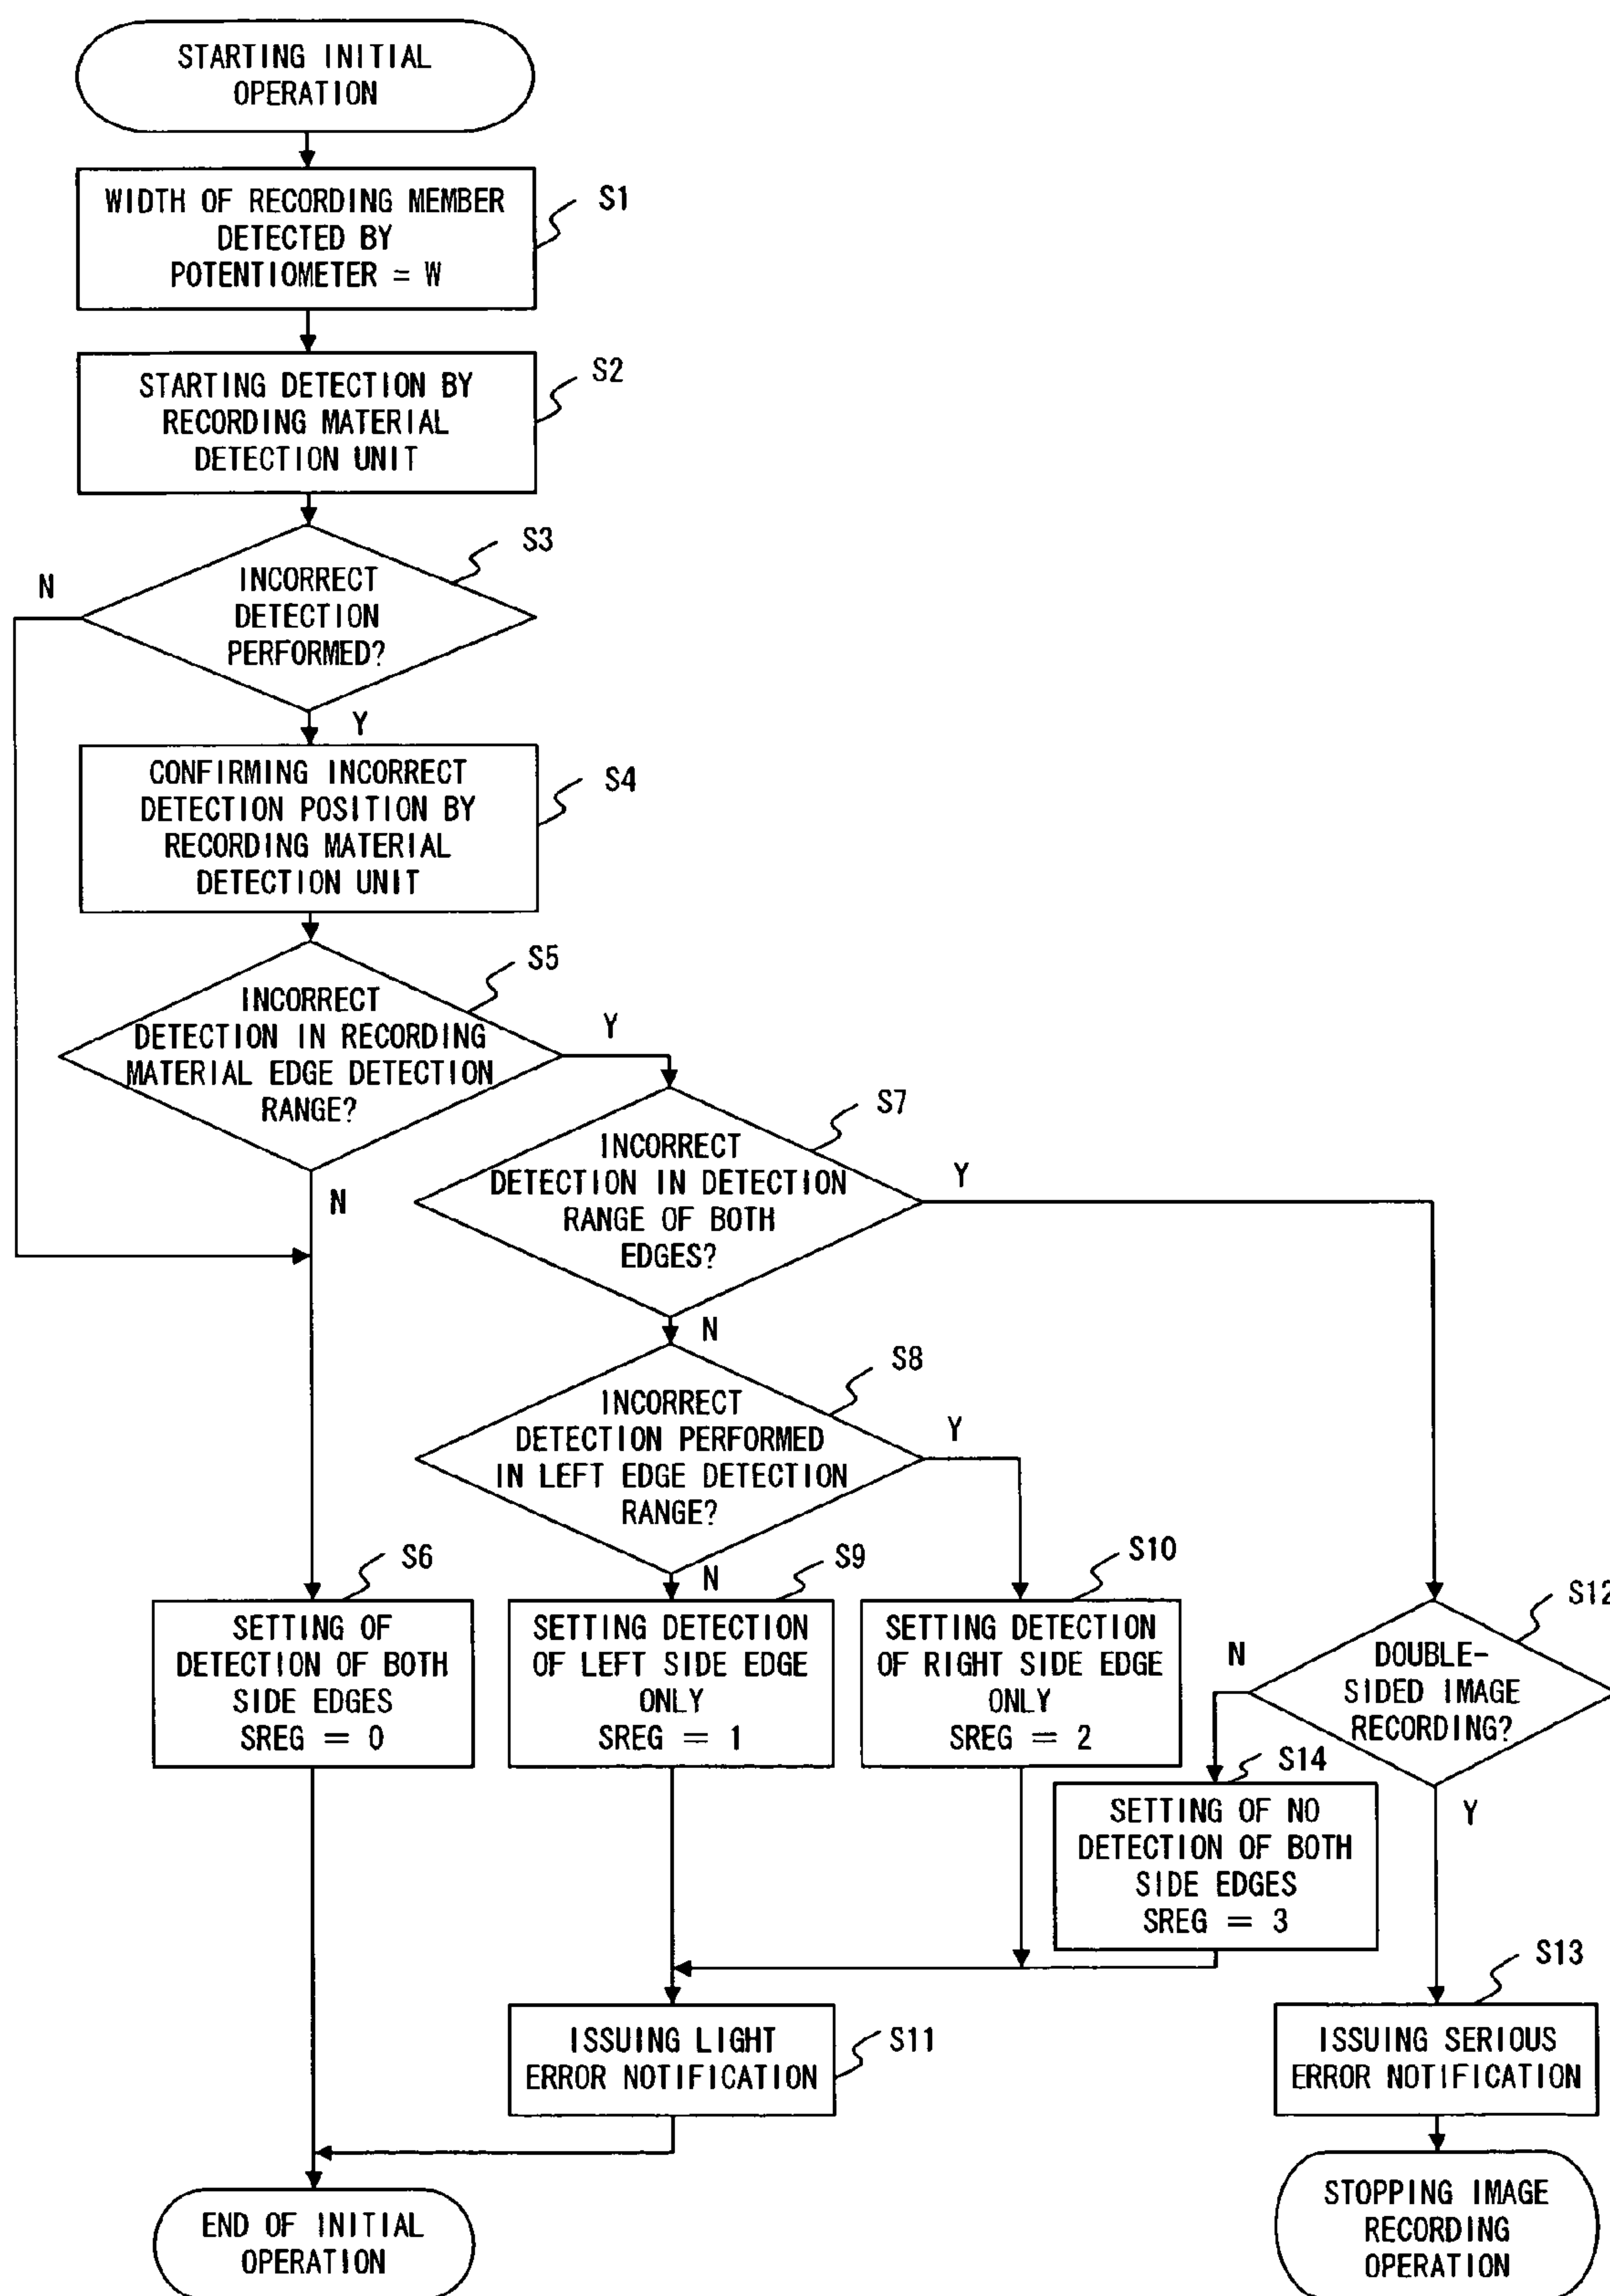 STARTING INITIAL
OPERATION
WIDTH OF RECORDING MEMBER
DETECTED BY
POTENTIOMETER = W
S1
STARTING DETECTION BY
RECORDING MATERIAL
DETECTION UNIT
S2
S3
N
INCORRECT
DETECTION
PERFORMED?
Y
CONFIRMING INCORRECT
DETECTION POSITION BY
RECORDING MATERIAL
DETECTION UNIT
S4
S5
INCORRECT
DETECTION IN RECORDING
MATERIAL EDGE DETECTION
RANGE?
Y
N
S7
INCORRECT
DETECTION IN DETECTION
RANGE OF BOTH
EDGES?
Y
N
S8
INCORRECT
DETECTION PERFORMED
IN LEFT EDGE DETECTION
RANGE?
Y
N
S6
SETTING OF
DETECTION OF BOTH
SIDE EDGES
SREG = 0
S9
SETTING DETECTION
OF LEFT SIDE EDGE
ONLY
SREG = 1
S10
SETTING DETECTION
OF RIGHT SIDE EDGE
ONLY
SREG = 2
S12
N
DOUBLE-
SIDED IMAGE
RECORDING?
Y
S14
SETTING OF NO
DETECTION OF BOTH
SIDE EDGES
SREG = 3
S11
ISSUING LIGHT
ERROR NOTIFICATION
S13
ISSUING SERIOUS
ERROR NOTIFICATION
END OF INITIAL
OPERATION
STOPPING IMAGE
RECORDING
OPERATION